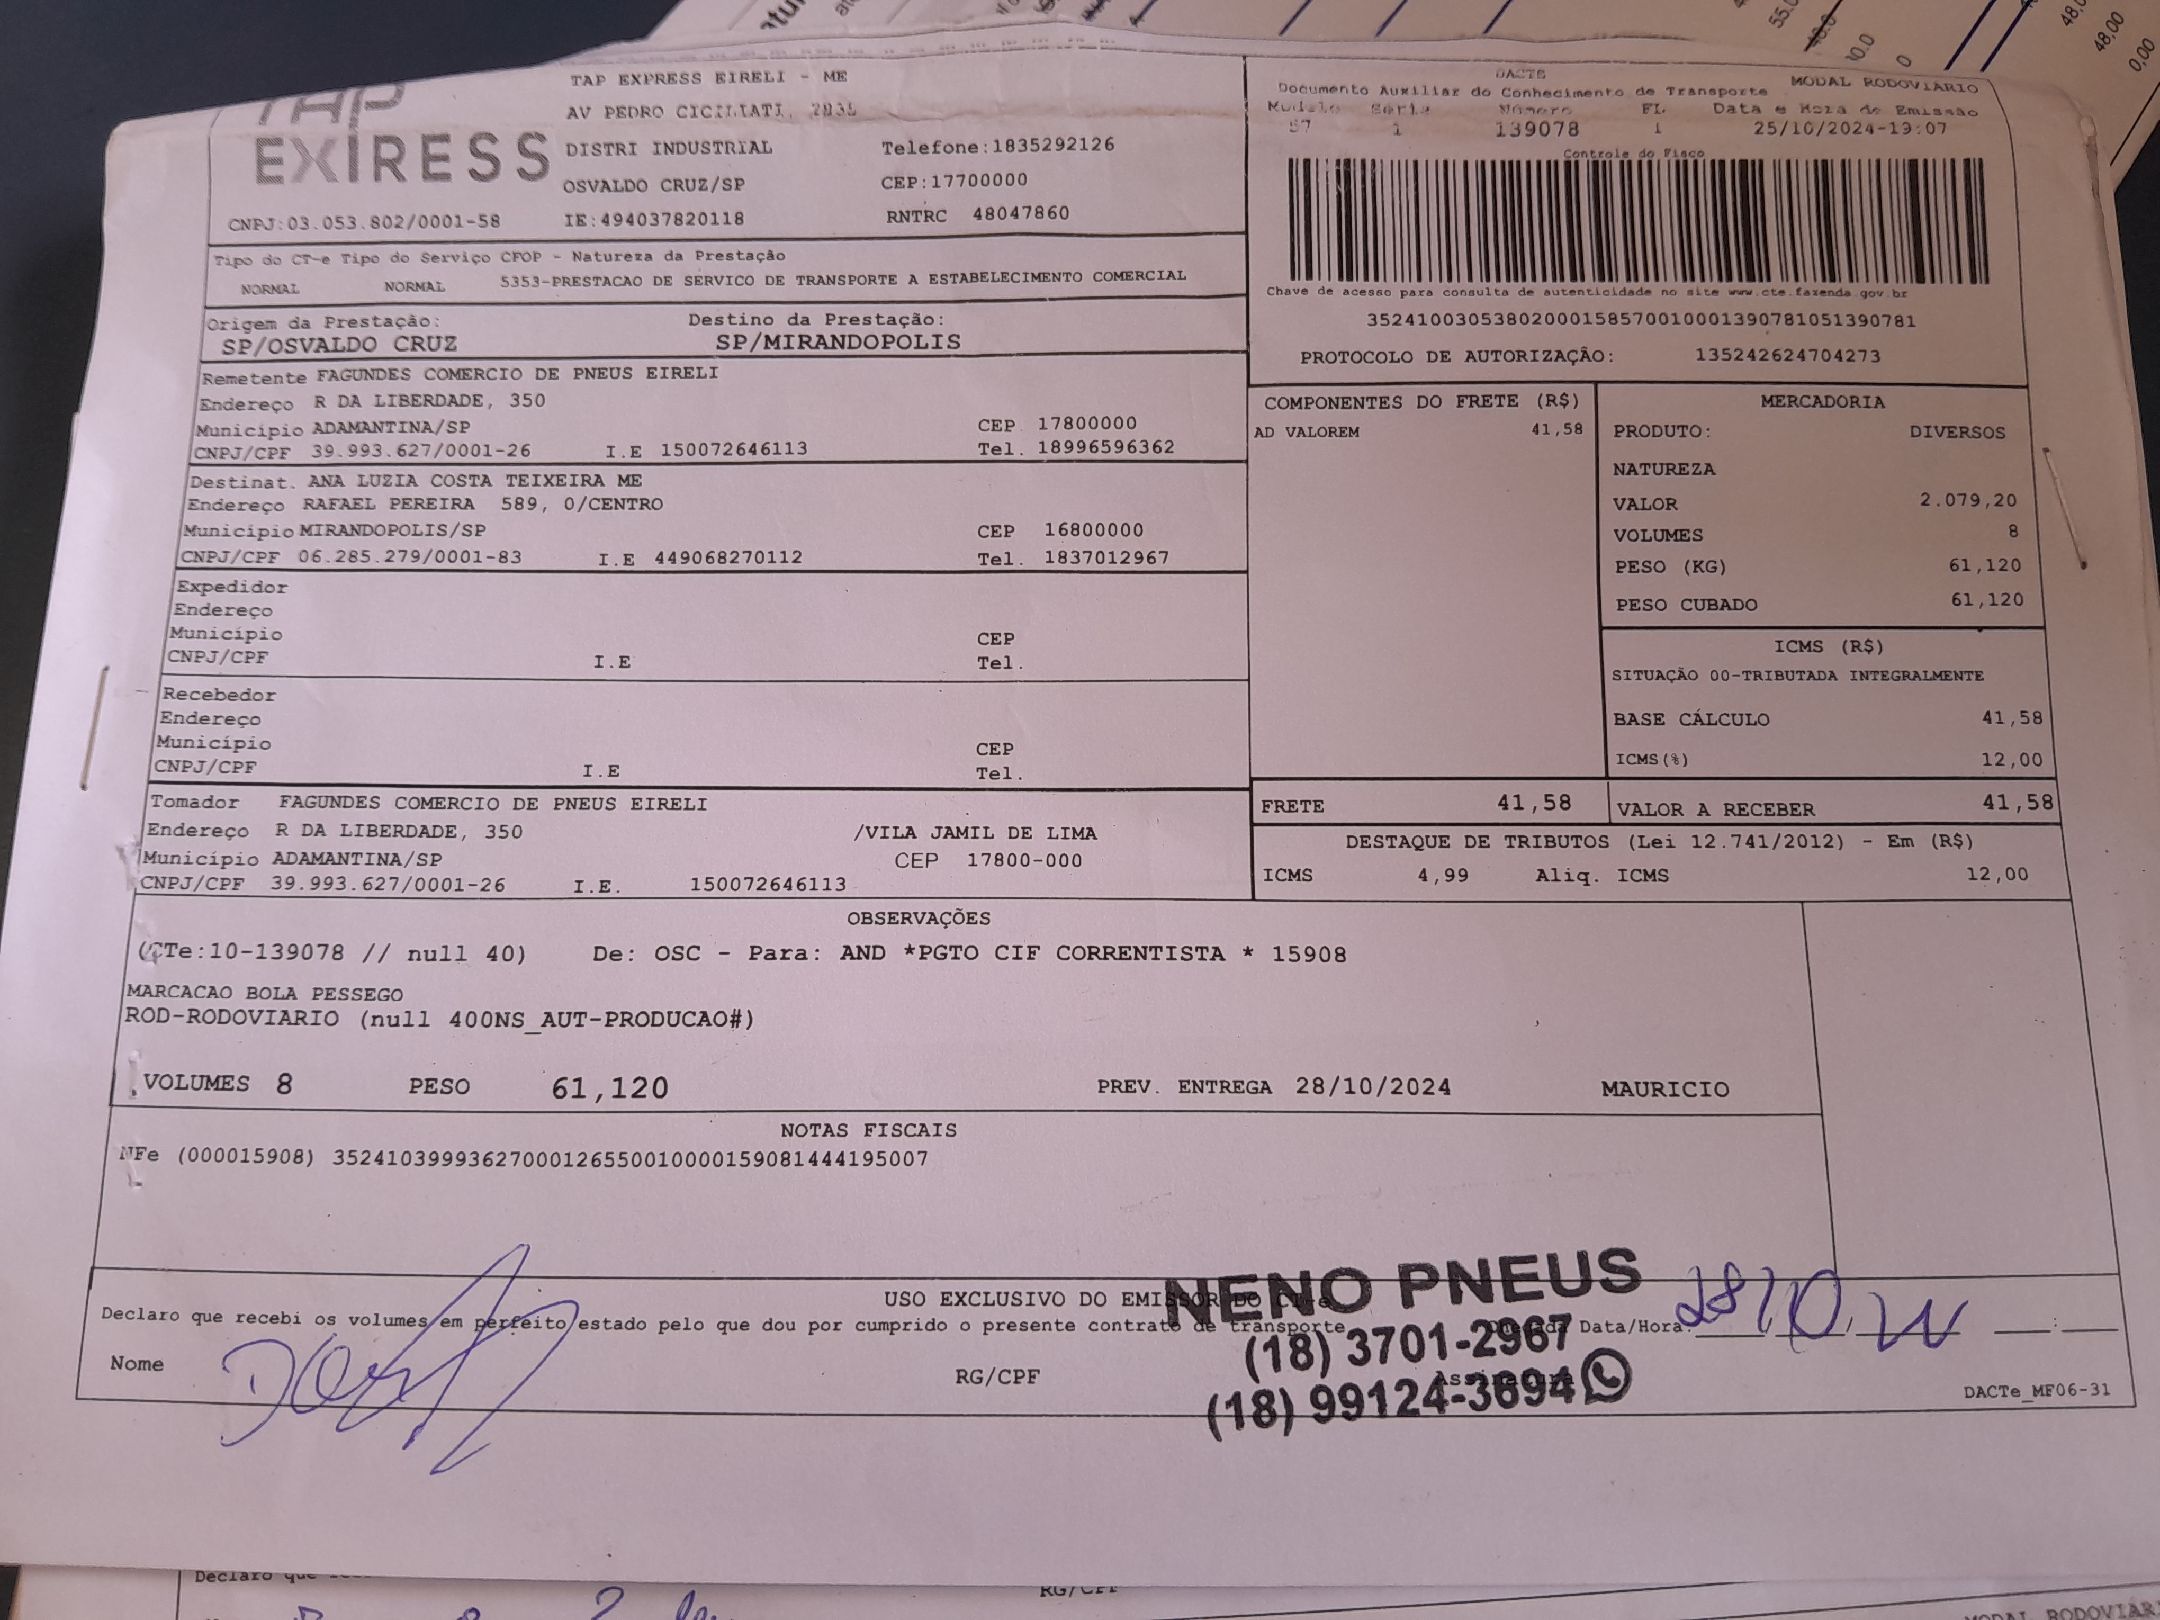 TAP EXPRESS EIRELI - ME
TAP
EXPRESS
AV PEDRO CICILIATI, 2035
DISTRI INDUSTRIAL Telefone:1835292126
OSVALDO CRUZ/SP CEP:17700000
CNPJ:03.053.802/0001-58 IE:494037820118 RNTRC 48047860
DACTE MODAL RODOVIARIO
Documento Auxiliar do Conhecimento de Transporte
Modelo Serie Número FL Data e Hora de Emissão
57 1 139078 1 25/10/2024-19:07
Controle do Fisco
Chave de acesso para consulta de autenticidade no site www.cte.fazenda.gov.br
35241003053802000158570010001390781051390781
PROTOCOLO DE AUTORIZAÇÃO: 135242624704273
Tipo do CT-e Tipo do Serviço CFOP - Natureza da Prestação
NORMAL NORMAL 5353-PRESTACAO DE SERVICO DE TRANSPORTE A ESTABELECIMENTO COMERCIAL
Origem da Prestação: Destino da Prestação:
SP/OSVALDO CRUZ SP/MIRANDOPOLIS
Remetente FAGUNDES COMERCIO DE PNEUS EIRELI
Endereço R DA LIBERDADE, 350
Município ADAMANTINA/SP CEP 17800000
CNPJ/CPF 39.993.627/0001-26 I.E 150072646113 Tel. 18996596362
Destinat. ANA LUZIA COSTA TEIXEIRA ME
Endereço RAFAEL PEREIRA 589, 0/CENTRO
Município MIRANDOPOLIS/SP CEP 16800000
CNPJ/CPF 06.285.279/0001-83 I.E 449068270112 Tel. 1837012967
Expedidor
Endereço
Município CEP
CNPJ/CPF I.E Tel.
Recebedor
Endereço
Município CEP
CNPJ/CPF I.E Tel.
Tomador FAGUNDES COMERCIO DE PNEUS EIRELI
Endereço R DA LIBERDADE, 350 /VILA JAMIL DE LIMA
Município ADAMANTINA/SP CEP 17800-000
CNPJ/CPF 39.993.627/0001-26 I.E. 150072646113
COMPONENTES DO FRETE (R$)
AD VALOREM 41,58
MERCADORIA
PRODUTO: DIVERSOS
NATUREZA
VALOR 2.079,20
VOLUMES 8
PESO (KG) 61,120
PESO CUBADO 61,120
ICMS (R$)
SITUAÇÃO 00-TRIBUTADA INTEGRALMENTE
BASE CÁLCULO 41,58
ICMS(%) 12,00
FRETE 41,58 VALOR A RECEBER 41,58
DESTAQUE DE TRIBUTOS (Lei 12.741/2012) - Em (R$)
ICMS 4,99 Aliq. ICMS 12,00
OBSERVAÇÕES
(CTe:10-139078 // null 40) De: OSC - Para: AND *PGTO CIF CORRENTISTA * 15908
MARCACAO BOLA PESSEGO
ROD-RODOVIARIO (null 400NS_AUT-PRODUCAO#)
VOLUMES 8 PESO 61,120 PREV. ENTREGA 28/10/2024 MAURICIO
NOTAS FISCAIS
NFe (000015908) 35241039993627000126550010000159081444195007
USO EXCLUSIVO DO EMISSOR DO CT-e
Declaro que recebi os volumes em perfeito estado pelo que dou por cumprido o presente contrato de transporte Data/Hora:
Nome RG/CPF Assinatura
DACTe_MF06-31
NENO PNEUS
(18) 3701-2967
(18) 99124-3694
Declaro que
RG/CPF
MODAL RODOVIAR